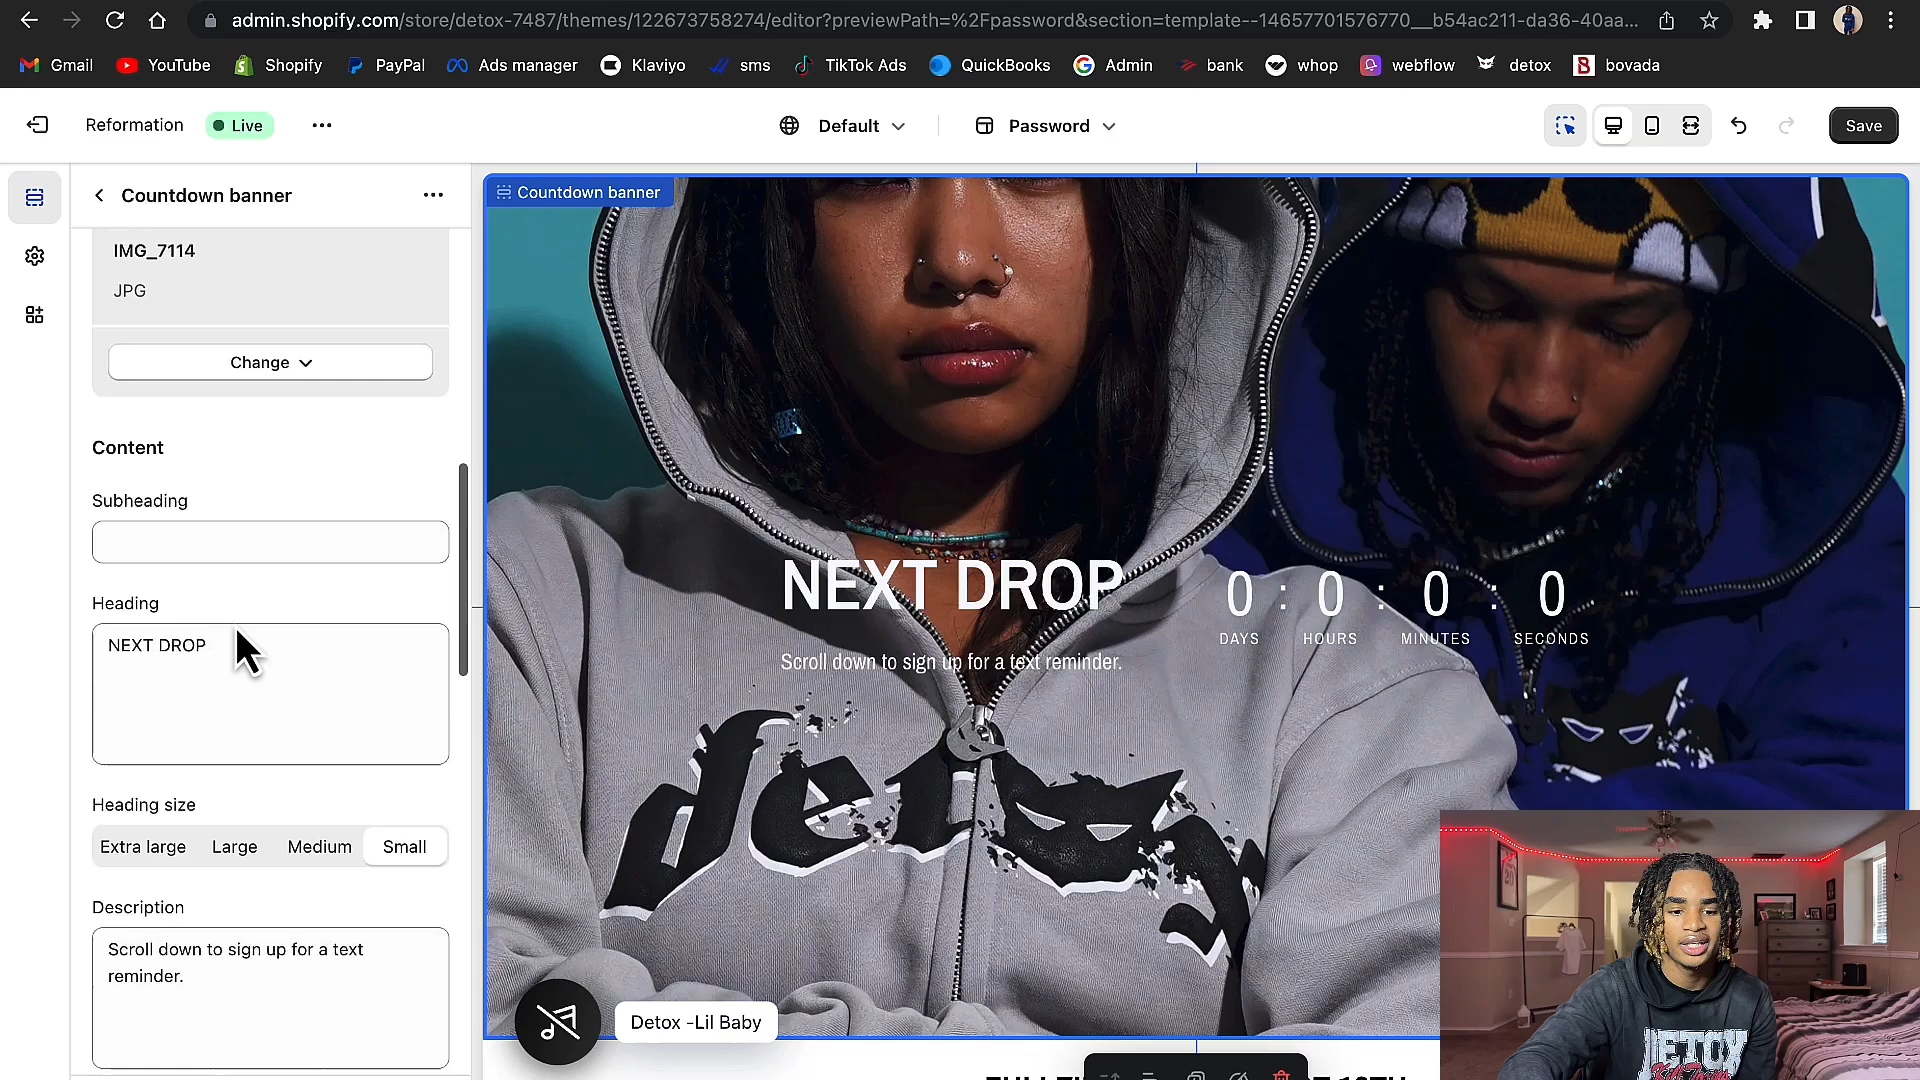 admin.shopify.com/store/detox-7487/themes/122673758274/editor?previewPath=%2Fpassword&section=template--14657701576770__b54ac211-da36-40aa...
Gmail YouTube Shopify PayPal Ads manager Klaviyo sms TikTok Ads QuickBooks Admin bank whop webflow detox bovada
Reformation Live ... Default Password Save
Countdown banner ...
Countdown banner
IMG_7114
JPG
Change
Content
Subheading
Heading
NEXT DROP
Heading size
Extra large Large Medium Small
Description
Scroll down to sign up for a text
reminder.
NEXT DROP
Scroll down to sign up for a text reminder.
0 : 0 : 0 : 0
DAYS HOURS MINUTES SECONDS
detox
Detox -Lil Baby
DETOX